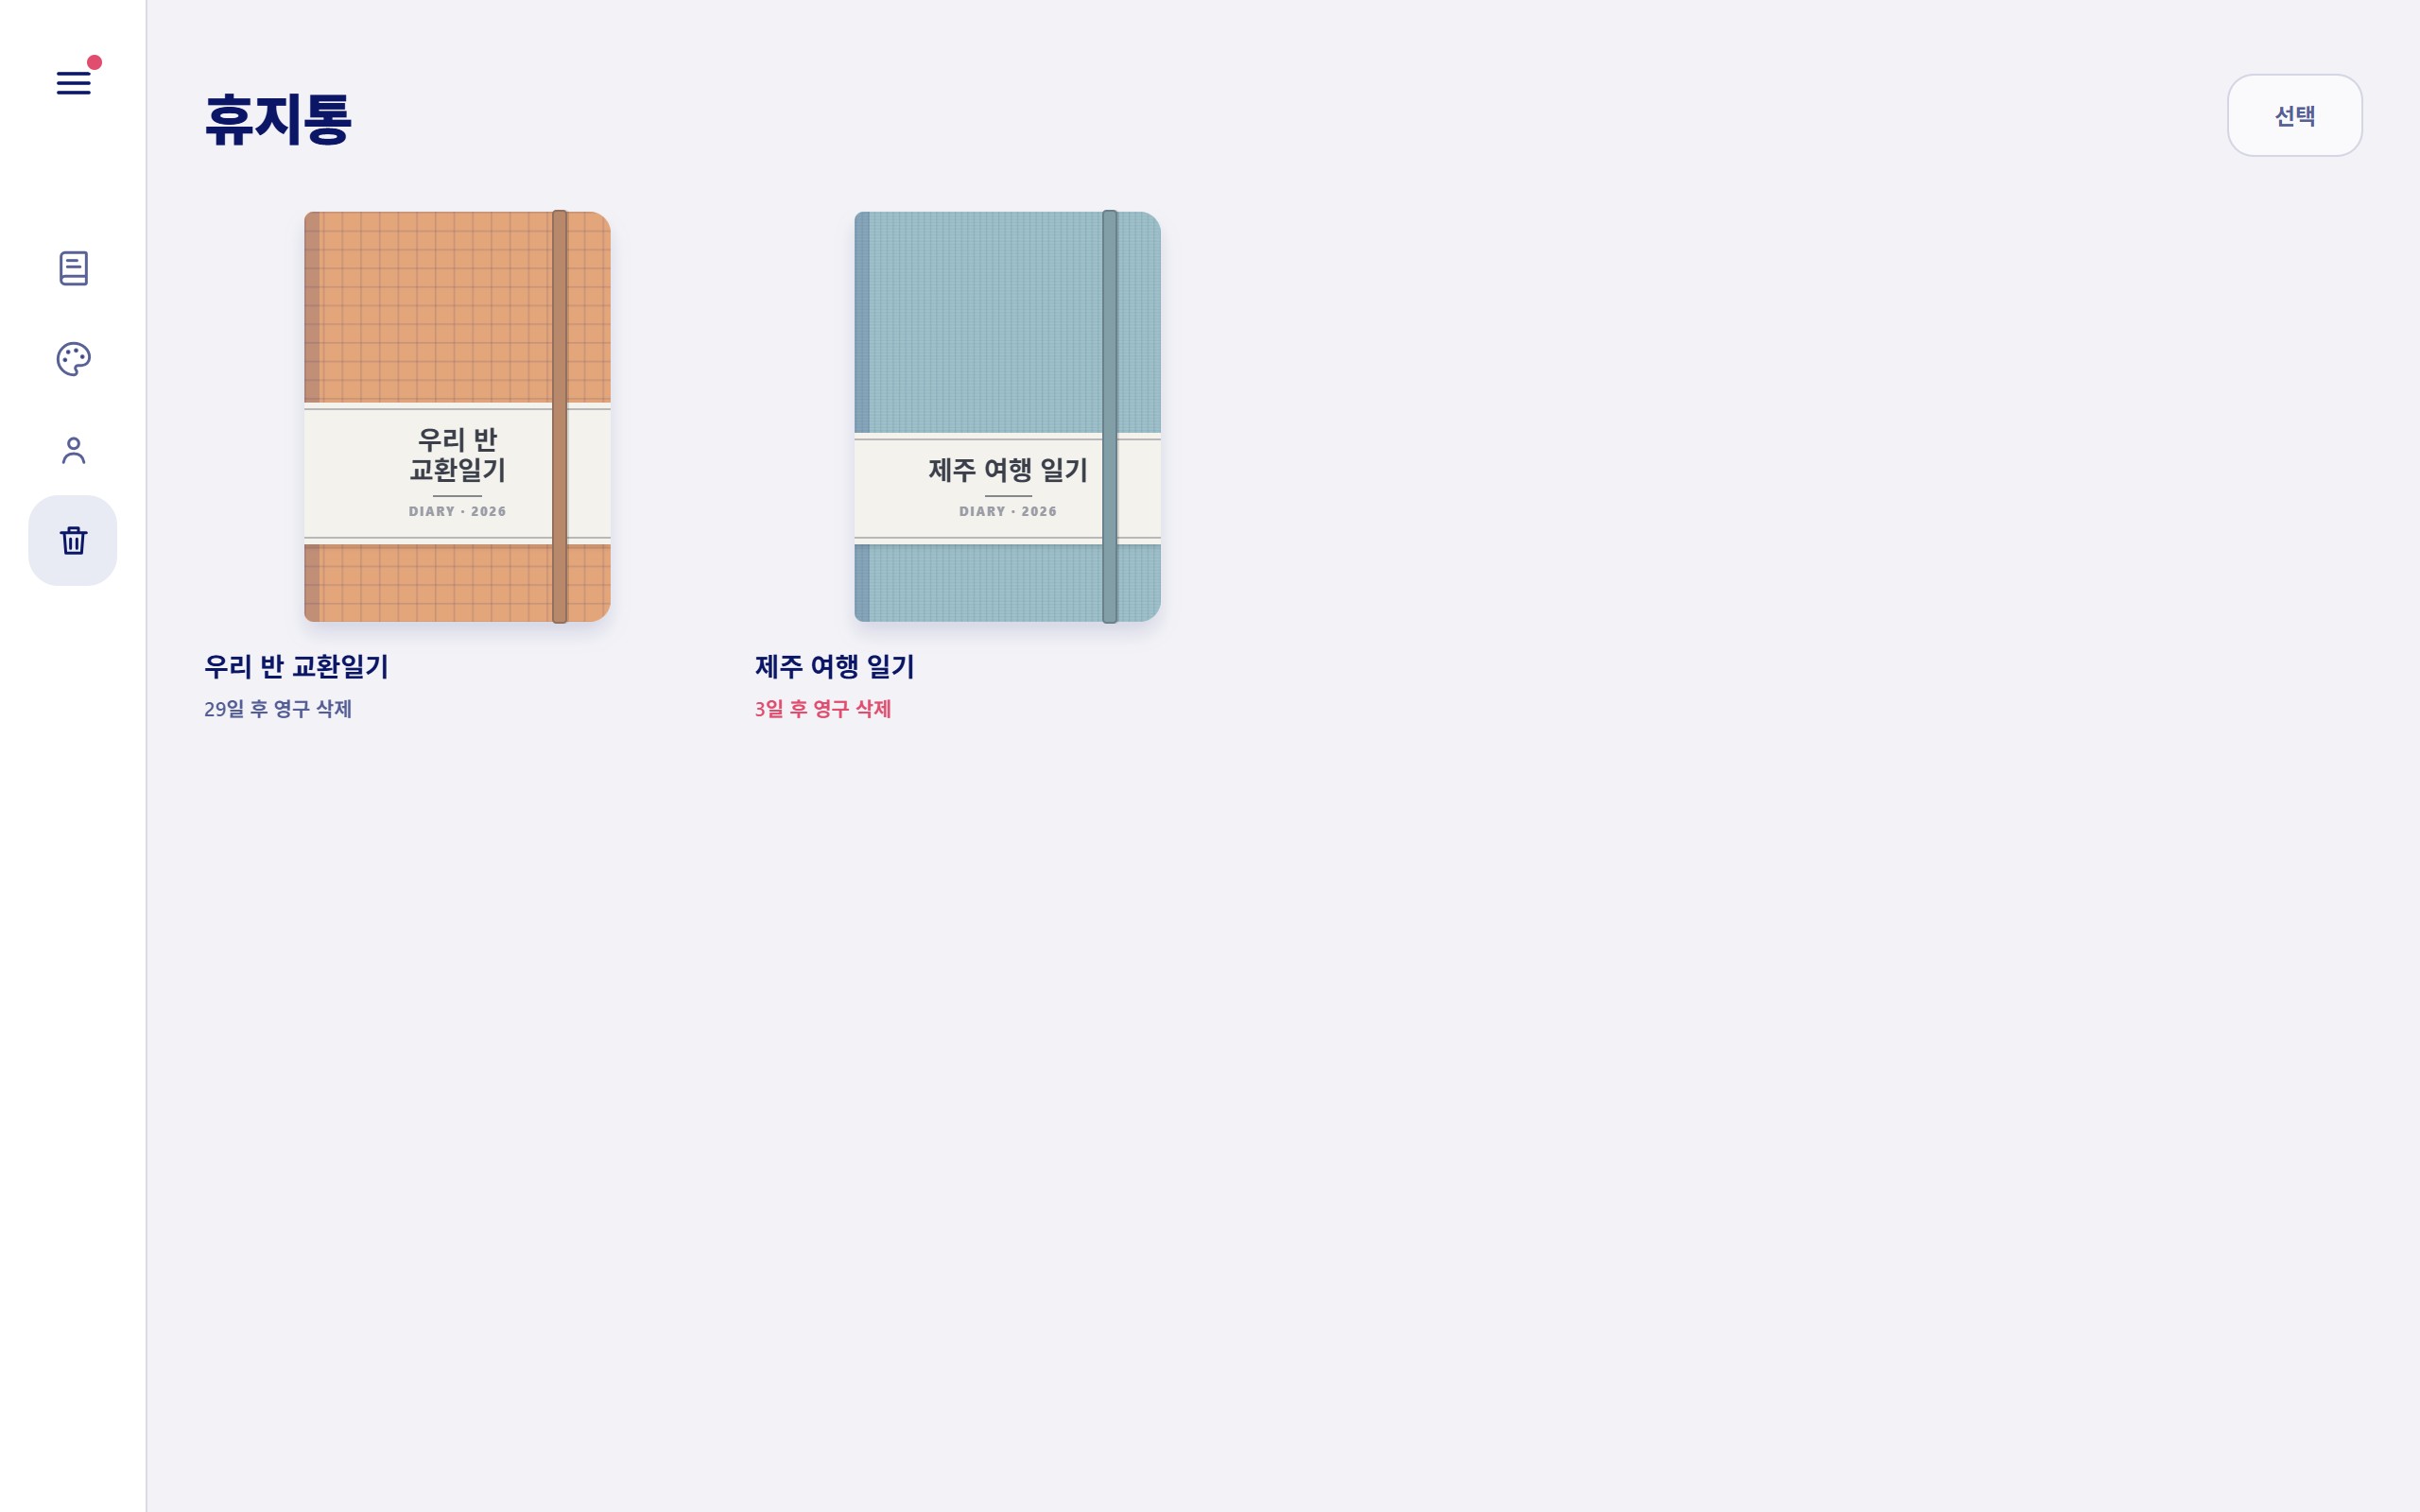 휴지통
선택
우리 반
교환일기
DIARY · 2026
제주 여행 일기
DIARY · 2026
우리 반 교환일기
29일 후 영구 삭제
제주 여행 일기
3일 후 영구 삭제